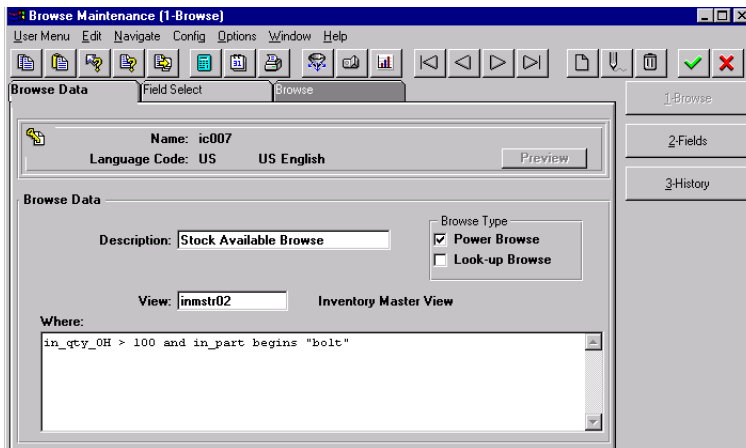 Browse Maintenance (1-Browse)
User Menu Edit Navigate Config Options Window Help
Browse Data Field Select Browse
1-Browse
2-Fields
3-History
Name: ic007
Language Code: US US English
Preview
Browse Data
Description: Stock Available Browse
Browse Type
Power Browse
Look-up Browse
View: inmstr02 Inventory Master View
Where:
in_qty_OH > 100 and in_part begins "bolt"